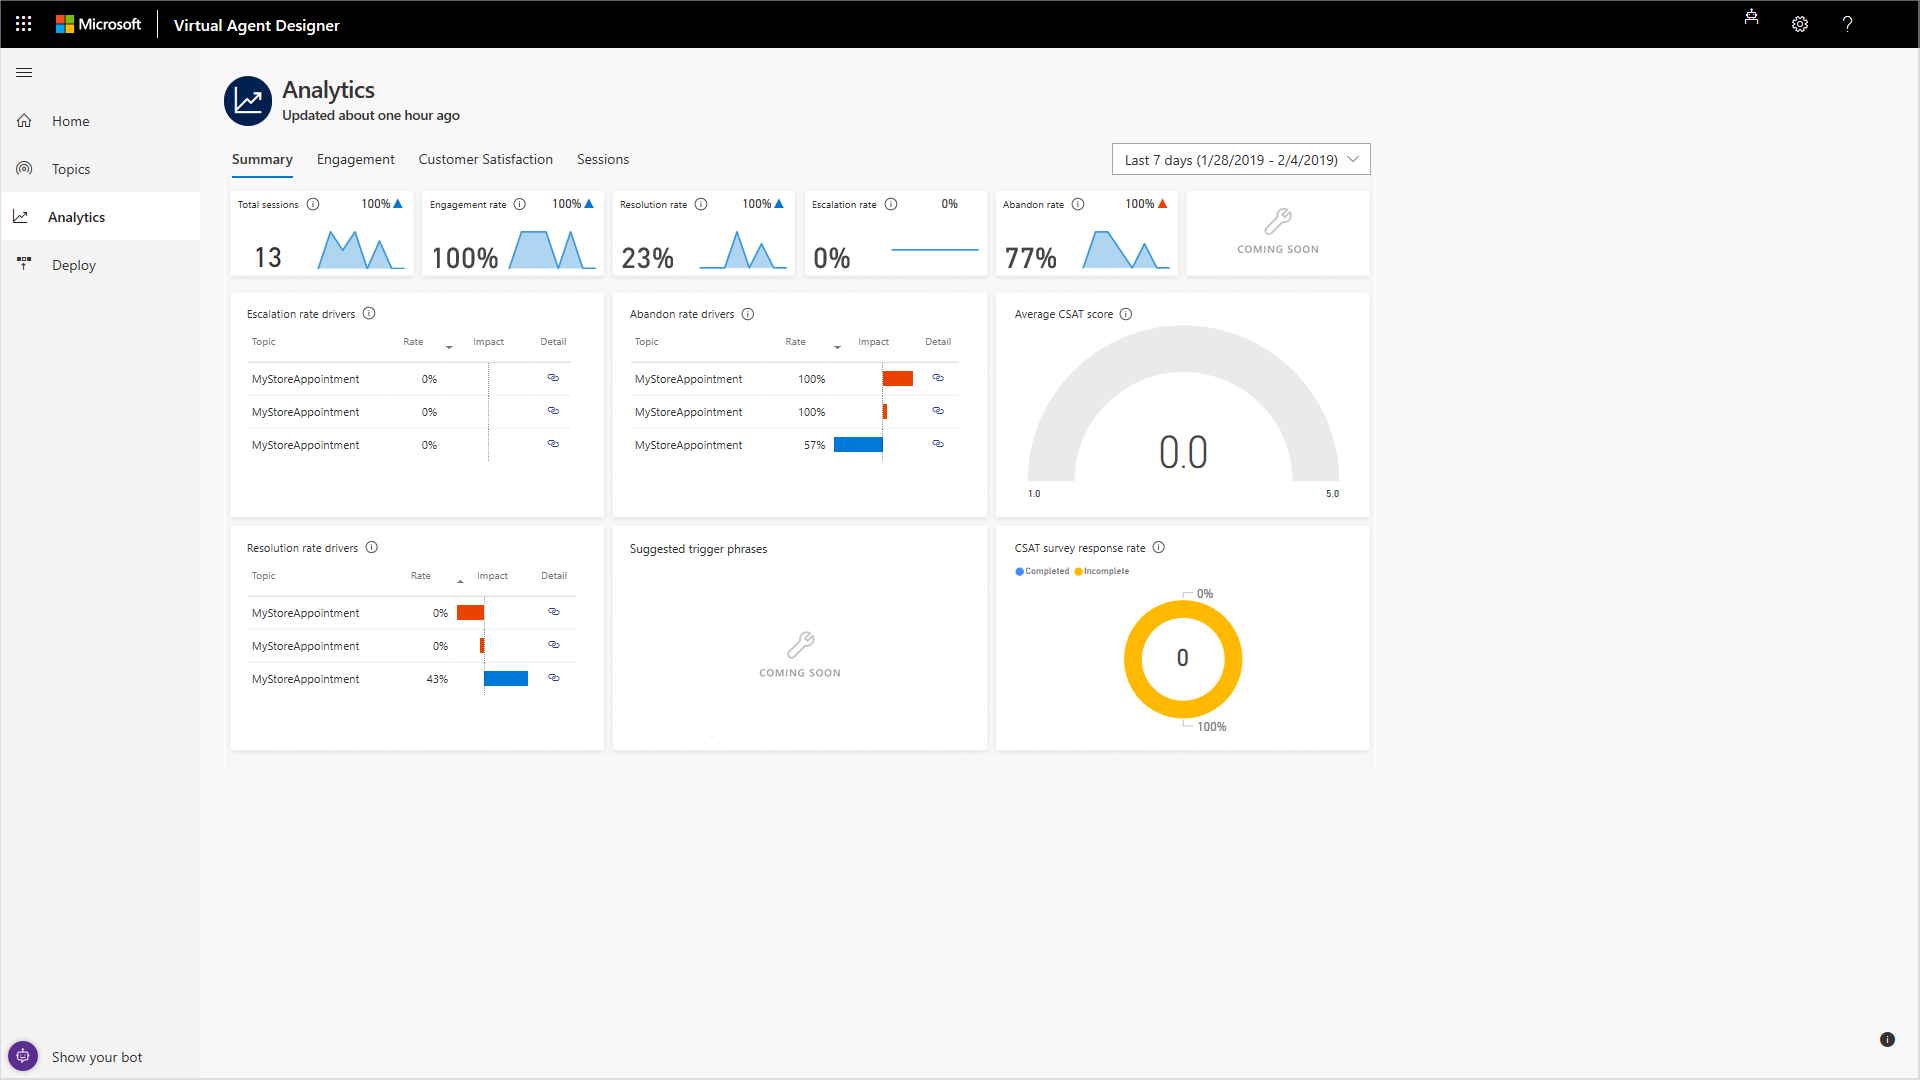 Microsoft
Virtual Agent Designer
?
Home
Topics
Analytics
Deploy
Show your bot
Analytics
Updated about one hour ago
Summary Engagement Customer Satisfaction Sessions
Last 7 days (1/28/2019 - 2/4/2019)
Total sessions 100%
13
Engagement rate 100%
100%
Resolution rate 100%
23%
Escalation rate 0%
0%
Abandon rate 100%
77%
COMING SOON
Escalation rate drivers
Topic Rate Impact Detail
MyStoreAppointment 0%
MyStoreAppointment 0%
MyStoreAppointment 0%
Abandon rate drivers
Topic Rate Impact Detail
MyStoreAppointment 100%
MyStoreAppointment 100%
MyStoreAppointment 57%
Average CSAT score
0.0
1.0 5.0
Resolution rate drivers
Topic Rate Impact Detail
MyStoreAppointment 0%
MyStoreAppointment 0%
MyStoreAppointment 43%
Suggested trigger phrases
COMING SOON
CSAT survey response rate
Completed Incomplete
0%
0
100%